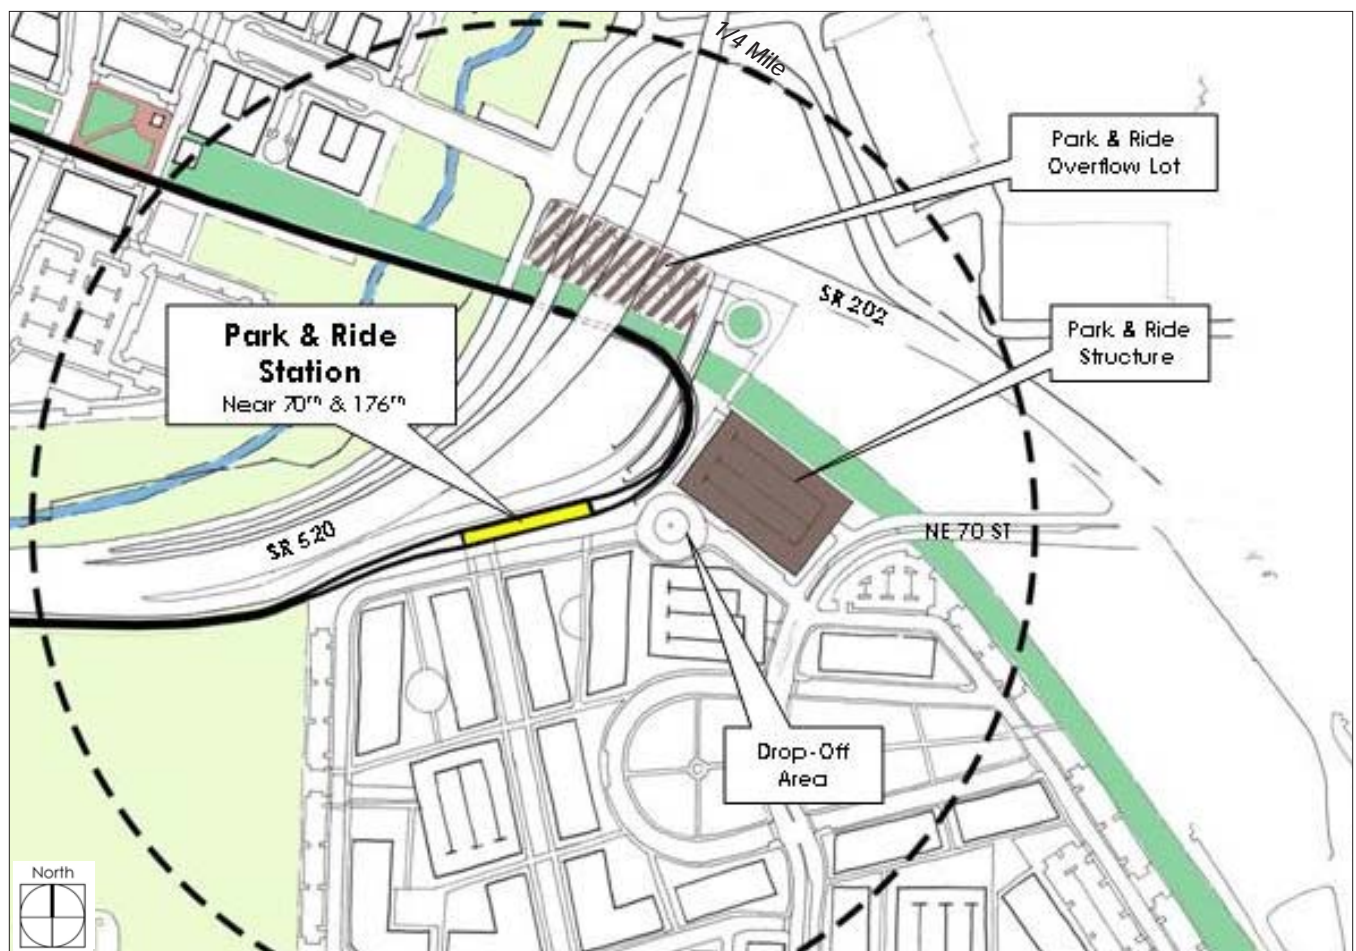 1/4 Mile
Park & Ride
Overflow Lot
SR 202
Park & Ride
Structure
Park & Ride
Station
Near 70th & 176th
SR 520
NE 70 ST
Drop-Off
Area
North